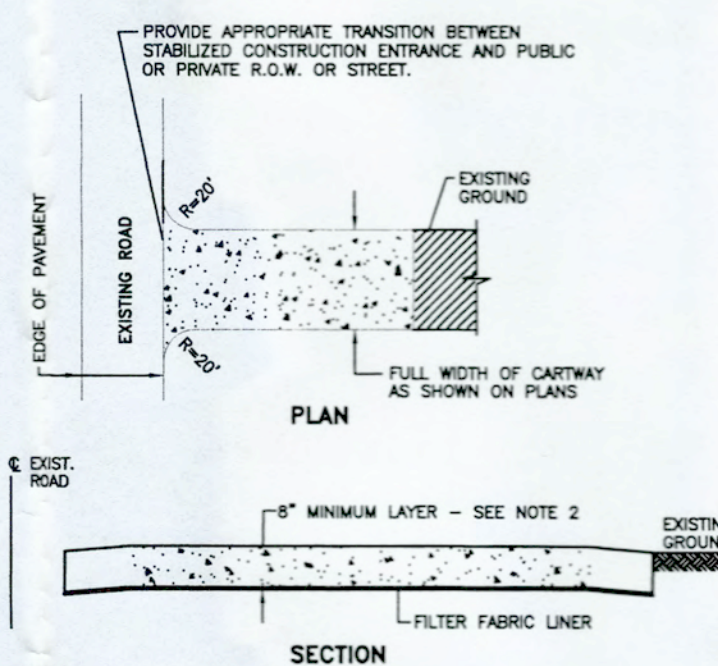 PROVIDE APPROPRIATE TRANSITION BETWEEN
STABILIZED CONSTRUCTION ENTRANCE AND PUBLIC
OR PRIVATE R.O.W. OR STREET.
EDGE OF PAVEMENT
EXISTING ROAD
R=20'
R=20'
EXISTING
GROUND
FULL WIDTH OF CARTWAY
AS SHOWN ON PLANS
PLAN
℄ EXIST.
ROAD
8" MINIMUM LAYER - SEE NOTE 2
EXISTIN
GROUN
FILTER FABRIC LINER
SECTION